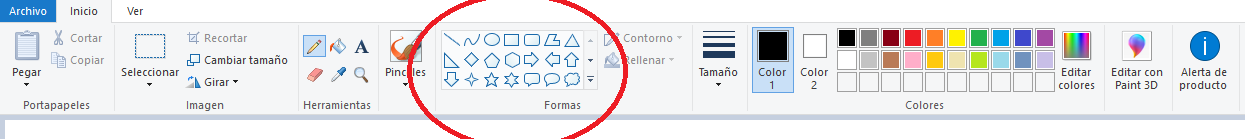 Archivo
Inicio
Ver
Pegar
Cortar
Copiar
Portapapeles
Seleccionar
Recortar
Cambiar tamaño
Girar
Imagen
A
Herramientas
Pinceles
Formas
Contorno
Rellenar
Tamaño
Color
1
Color
2
Editar
colores
Colores
Editar con
Paint 3D
Alerta de
producto